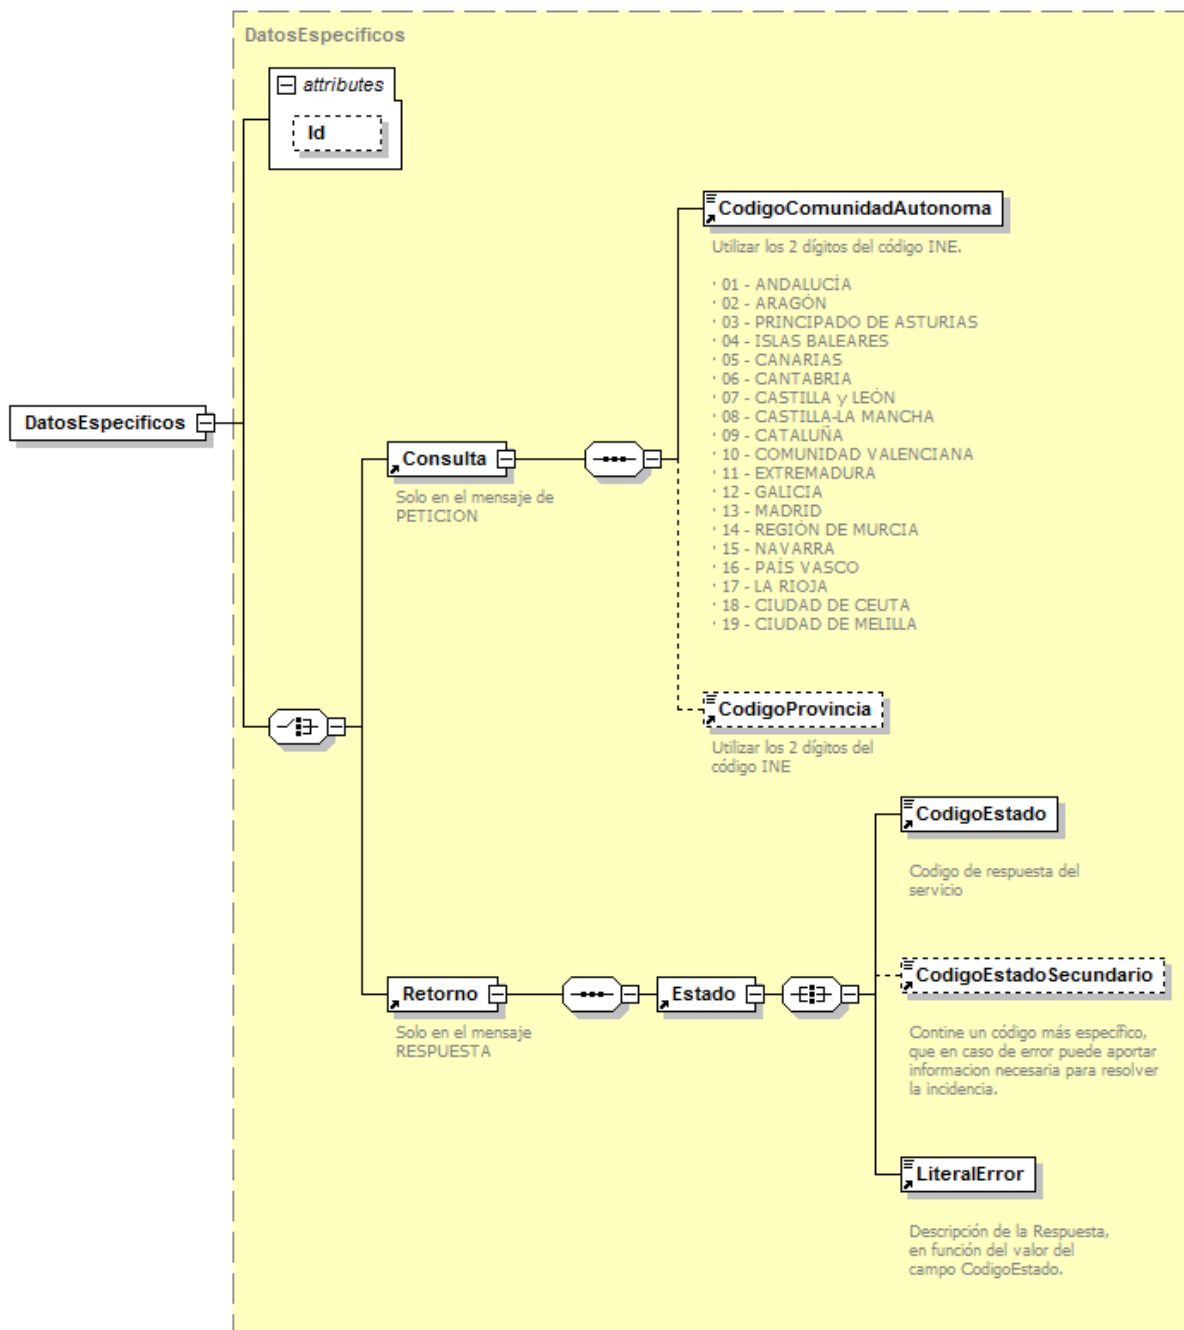 DatosEspecificos
attributes
Id
CodigoComunidadAutonoma
Utilizar los 2 dígitos del código INE.
· 01 - ANDALUCÍA
· 02 - ARAGÓN
· 03 - PRINCIPADO DE ASTURIAS
· 04 - ISLAS BALEARES
· 05 - CANARIAS
· 06 - CANTABRIA
· 07 - CASTILLA y LEÓN
· 08 - CASTILLA-LA MANCHA
· 09 - CATALUÑA
· 10 - COMUNIDAD VALENCIANA
· 11 - EXTREMADURA
· 12 - GALICIA
· 13 - MADRID
· 14 - REGIÓN DE MURCIA
· 15 - NAVARRA
· 16 - PAÍS VASCO
· 17 - LA RIOJA
· 18 - CIUDAD DE CEUTA
· 19 - CIUDAD DE MELILLA
DatosEspecificos
Consulta
Solo en el mensaje de
PETICION
CodigoProvincia
Utilizar los 2 dígitos del
código INE
CodigoEstado
Codigo de respuesta del
servicio
Retorno
Solo en el mensaje
RESPUESTA
Estado
CodigoEstadoSecundario
Contine un código más específico,
que en caso de error puede aportar
informacion necesaria para resolver
la incidencia.
LiteralError
Descripción de la Respuesta,
en función del valor del
campo CodigoEstado.